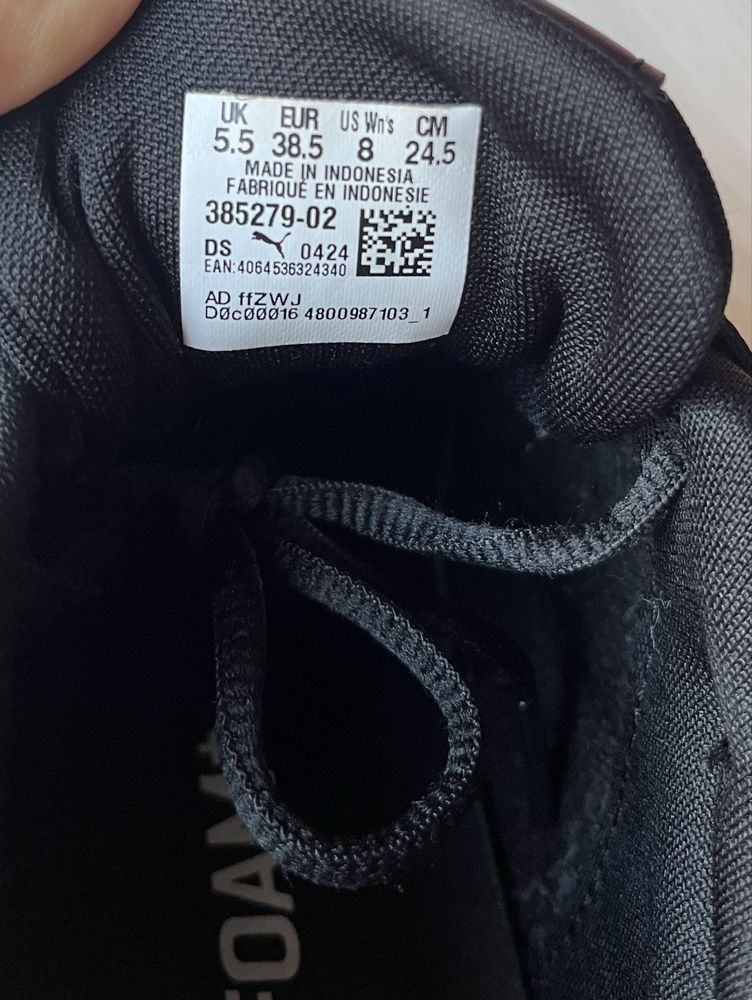 UK EUR US Wn's CM
5.5 38.5 8 24.5
MADE IN INDONESIA
FABRIQUÉ EN INDONESIE
385279-02
DS 0424
EAN:4064536324340
AD ffZWJ
DØcØØØ16 4800987103_1